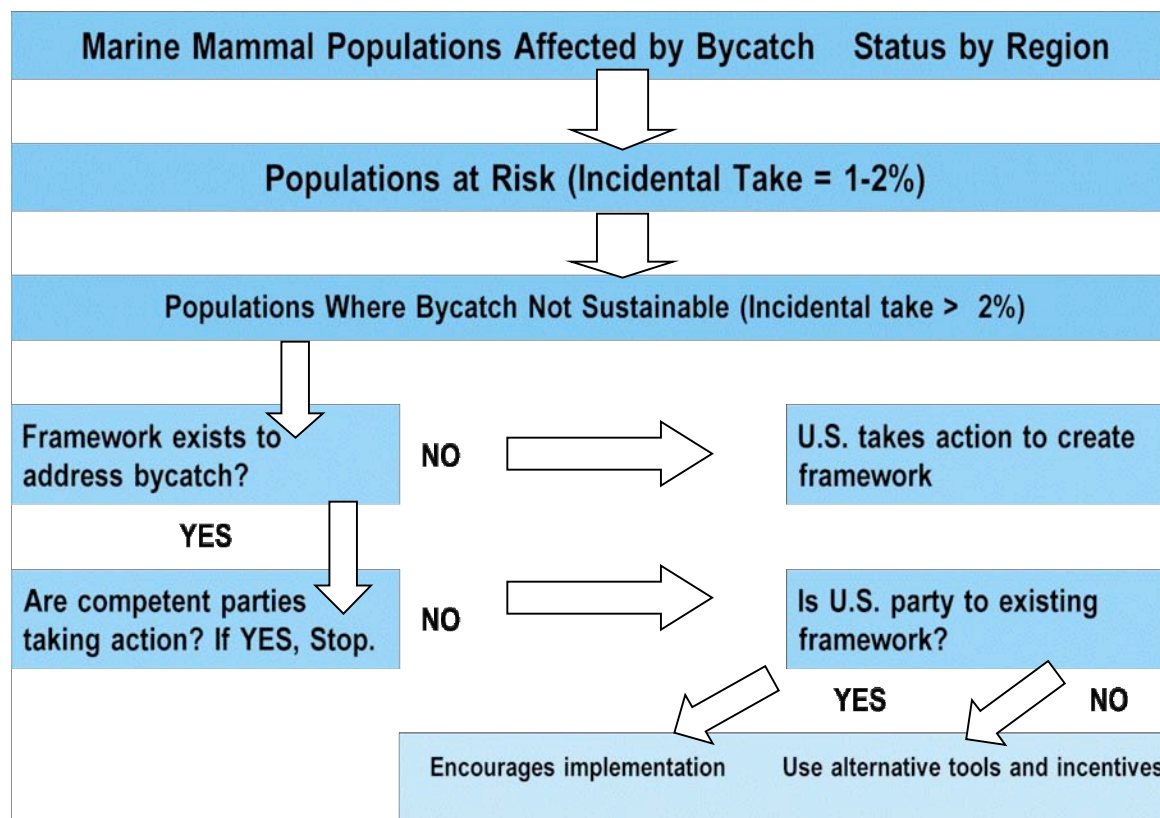 Marine Mammal Populations Affected by Bycatch Status by Region
Populations at Risk (Incidental Take = 1-2%)
Populations Where Bycatch Not Sustainable (Incidental take > 2%)
Framework exists to
address bycatch?
NO
U.S. takes action to create
framework
YES
Are competent parties
taking action? If YES, Stop.
NO
Is U.S. party to existing
framework?
YES
NO
Encourages implementation
Use alternative tools and incentives